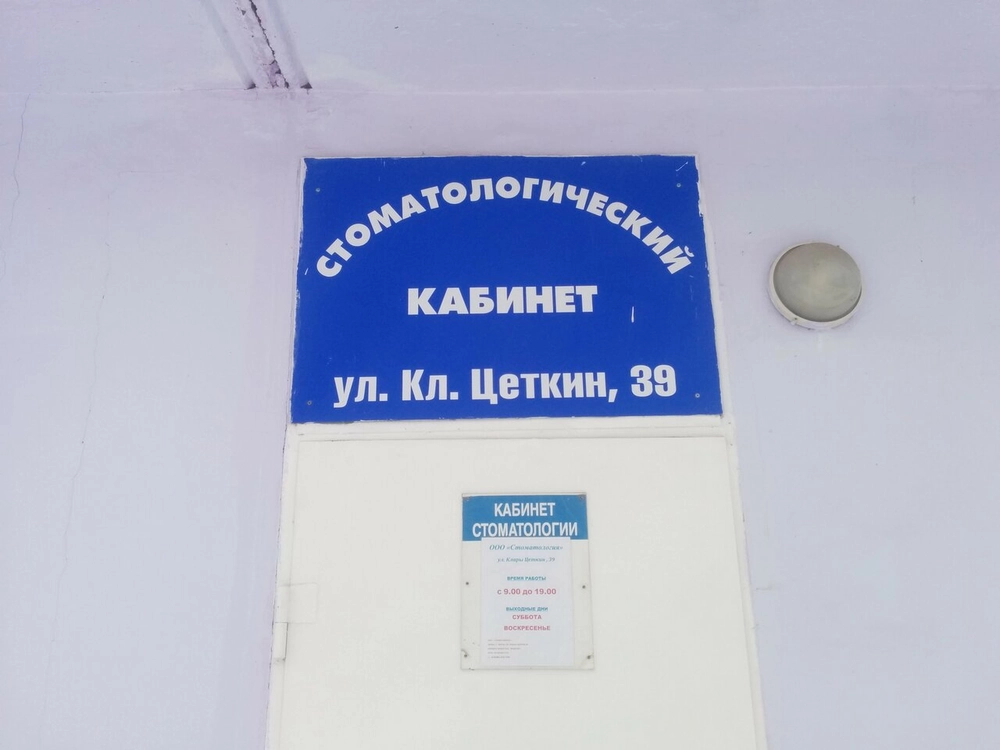 СТОМАТОЛОГИЧЕСКИЙ
КАБИНЕТ
ул. Кл. Цеткин, 39
КАБИНЕТ
СТОМАТОЛОГИИ
ООО «Стоматология»
ул. Клары Цеткин, 39
ВРЕМЯ РАБОТЫ
с 9.00 до 19.00
ВЫХОДНЫЕ ДНИ
СУББОТА
ВОСКРЕСЕНЬЕ